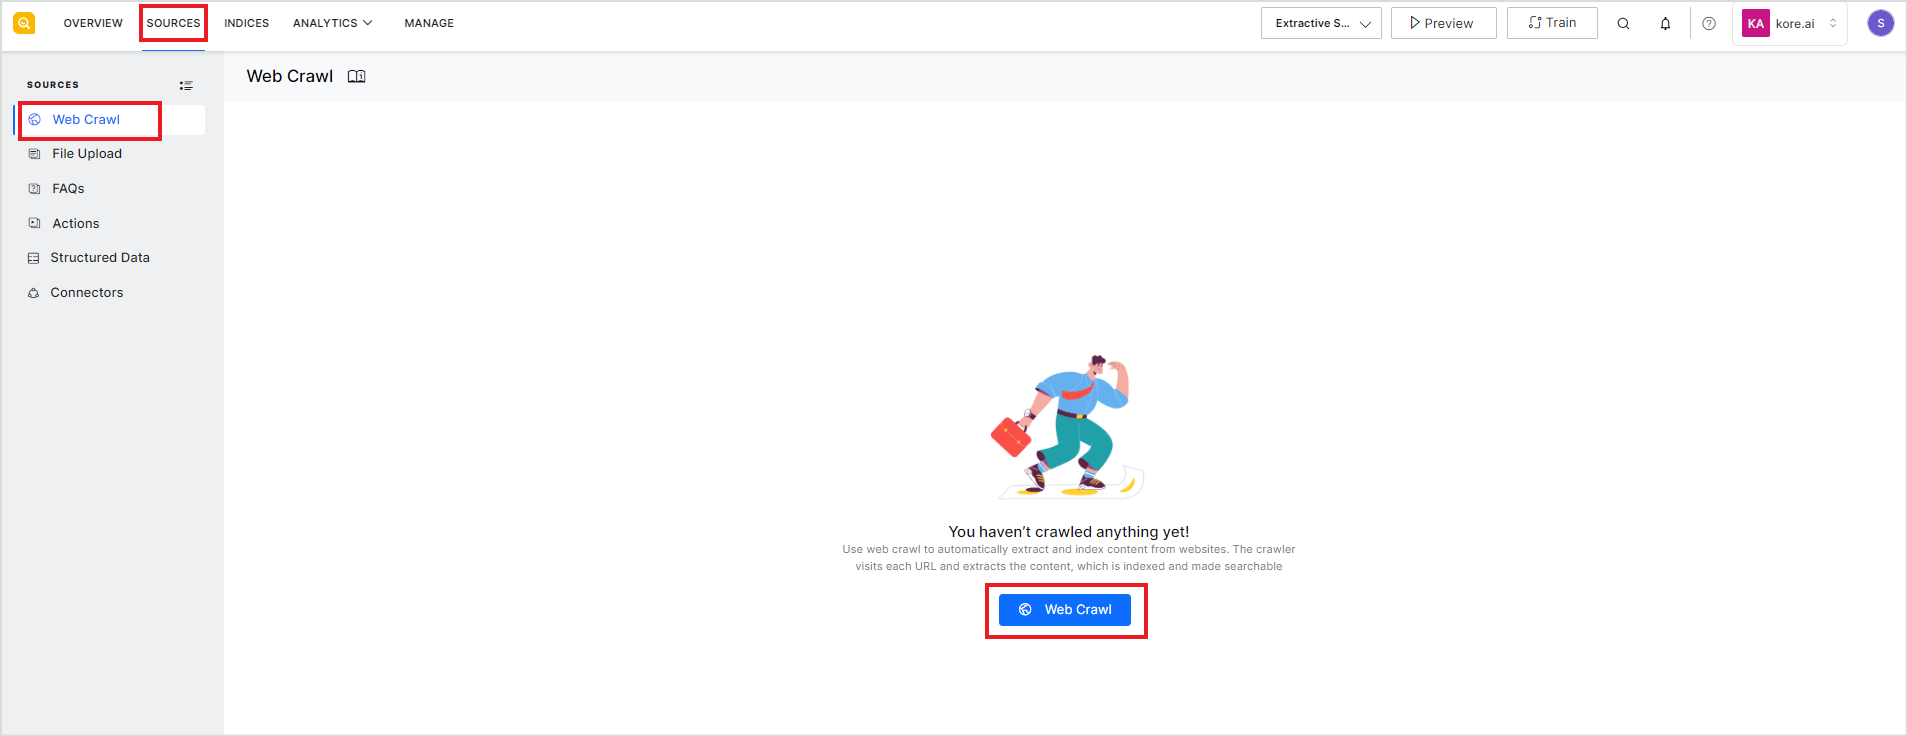 OVERVIEW SOURCES INDICES ANALYTICS MANAGE Extractive S... Preview Train KA kore.ai S
SOURCES
Web Crawl
Web Crawl
File Upload
FAQs
Actions
Structured Data
Connectors
You haven’t crawled anything yet!
Use web crawl to automatically extract and index content from websites. The crawler
visits each URL and extracts the content, which is indexed and made searchable
Web Crawl